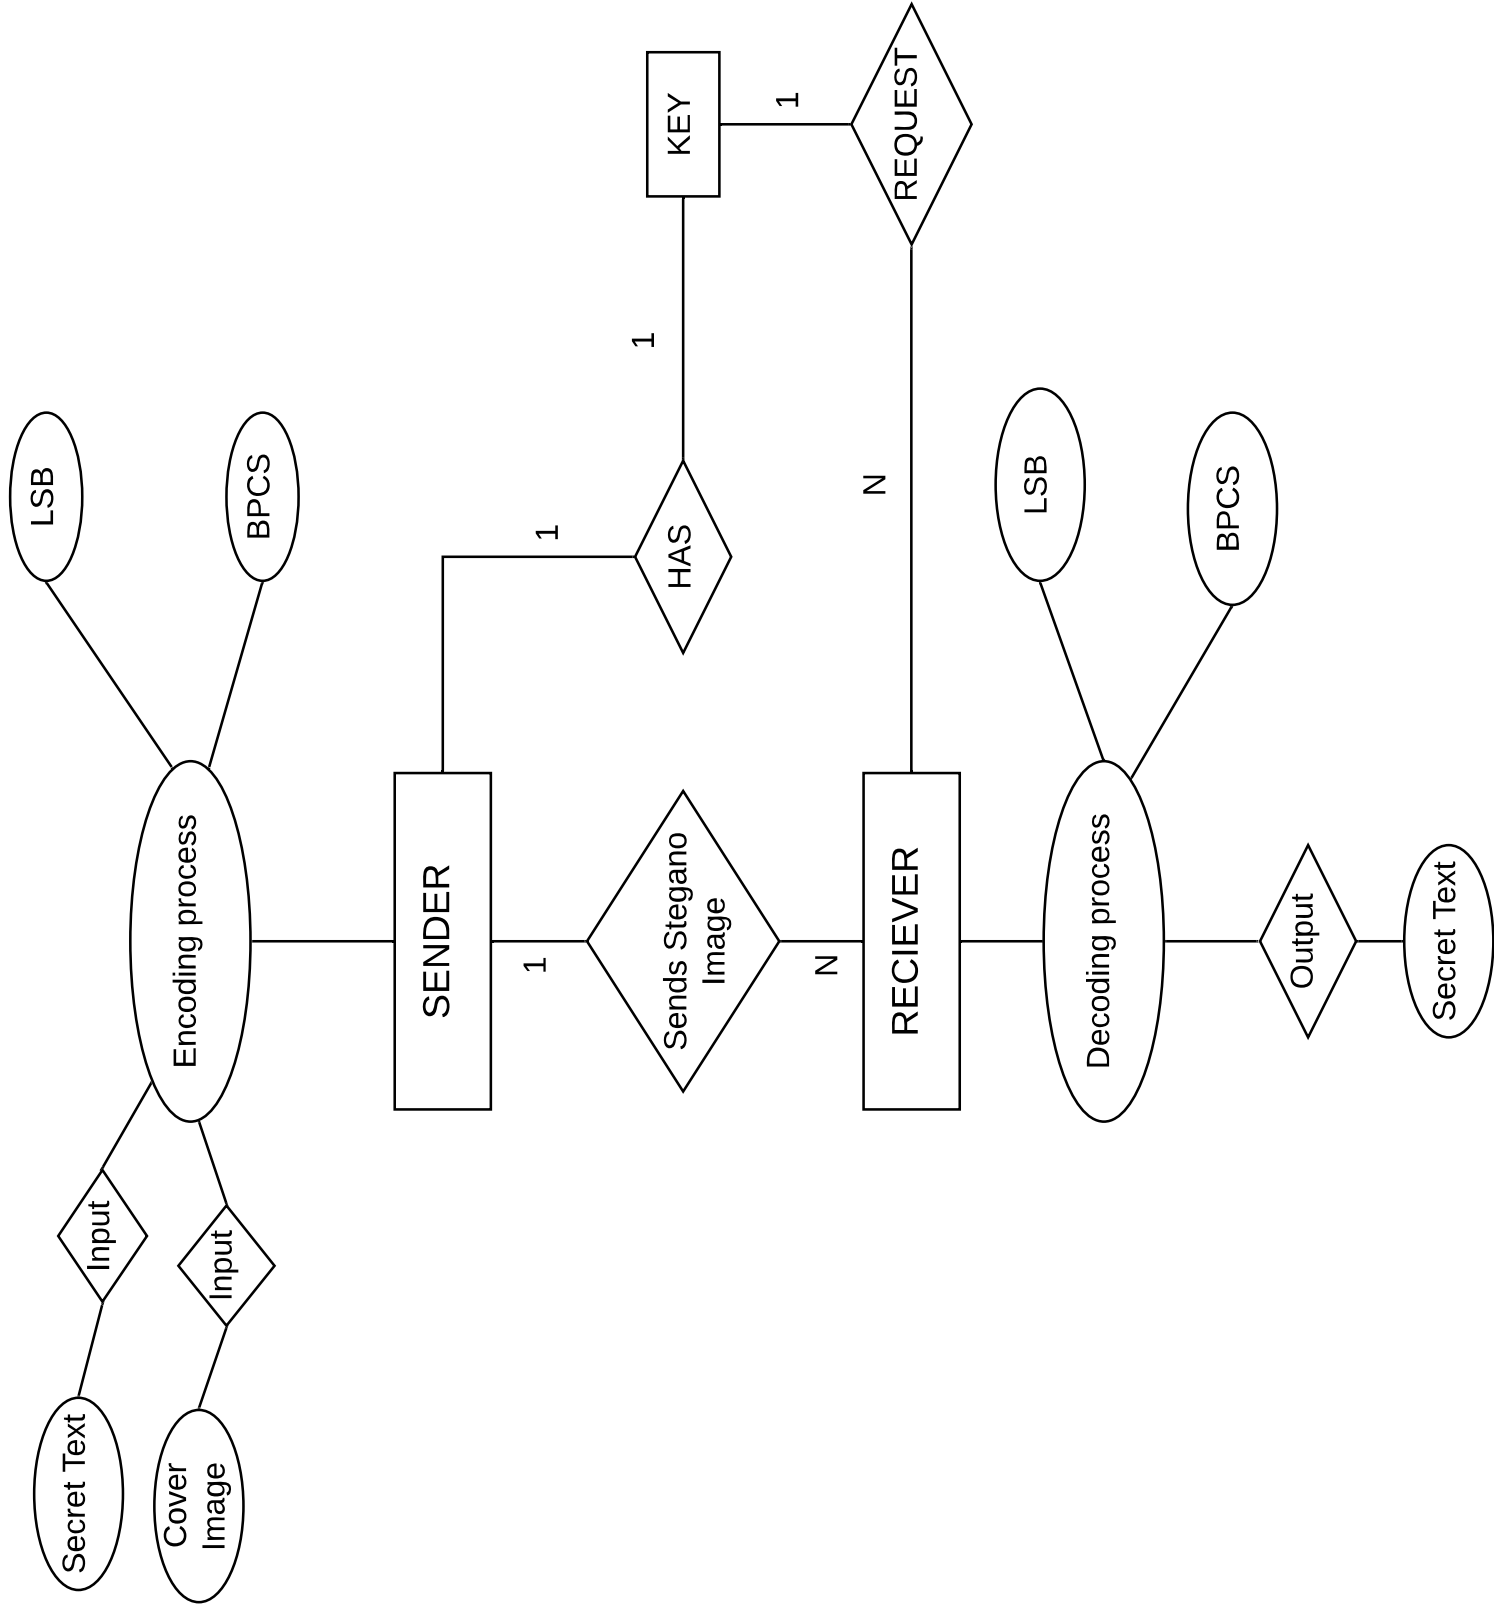 LSB
BPCS
Encoding process
Input
Input
Secret Text
Cover
Image
SENDER
1
Sends Stegano
Image
N
RECIEVER
1
HAS
1
KEY
1
REQUEST
N
LSB
BPCS
Decoding process
Output
Secret Text